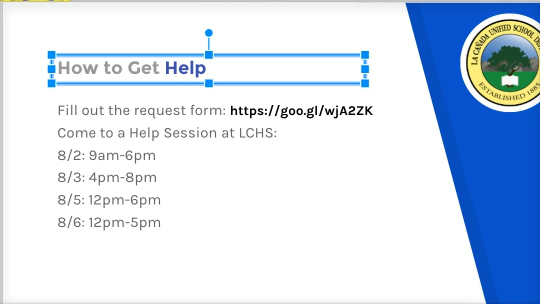 How to Get Help
Fill out the request form: https://goo.gl/wjA2ZK
Come to a Help Session at LCHS:
8/2: 9am-6pm
8/3: 4pm-8pm
8/5: 12pm-6pm
8/6: 12pm-5pm
LA CANADA UNIFIED SCHOOL
ESTABLISHED 1885